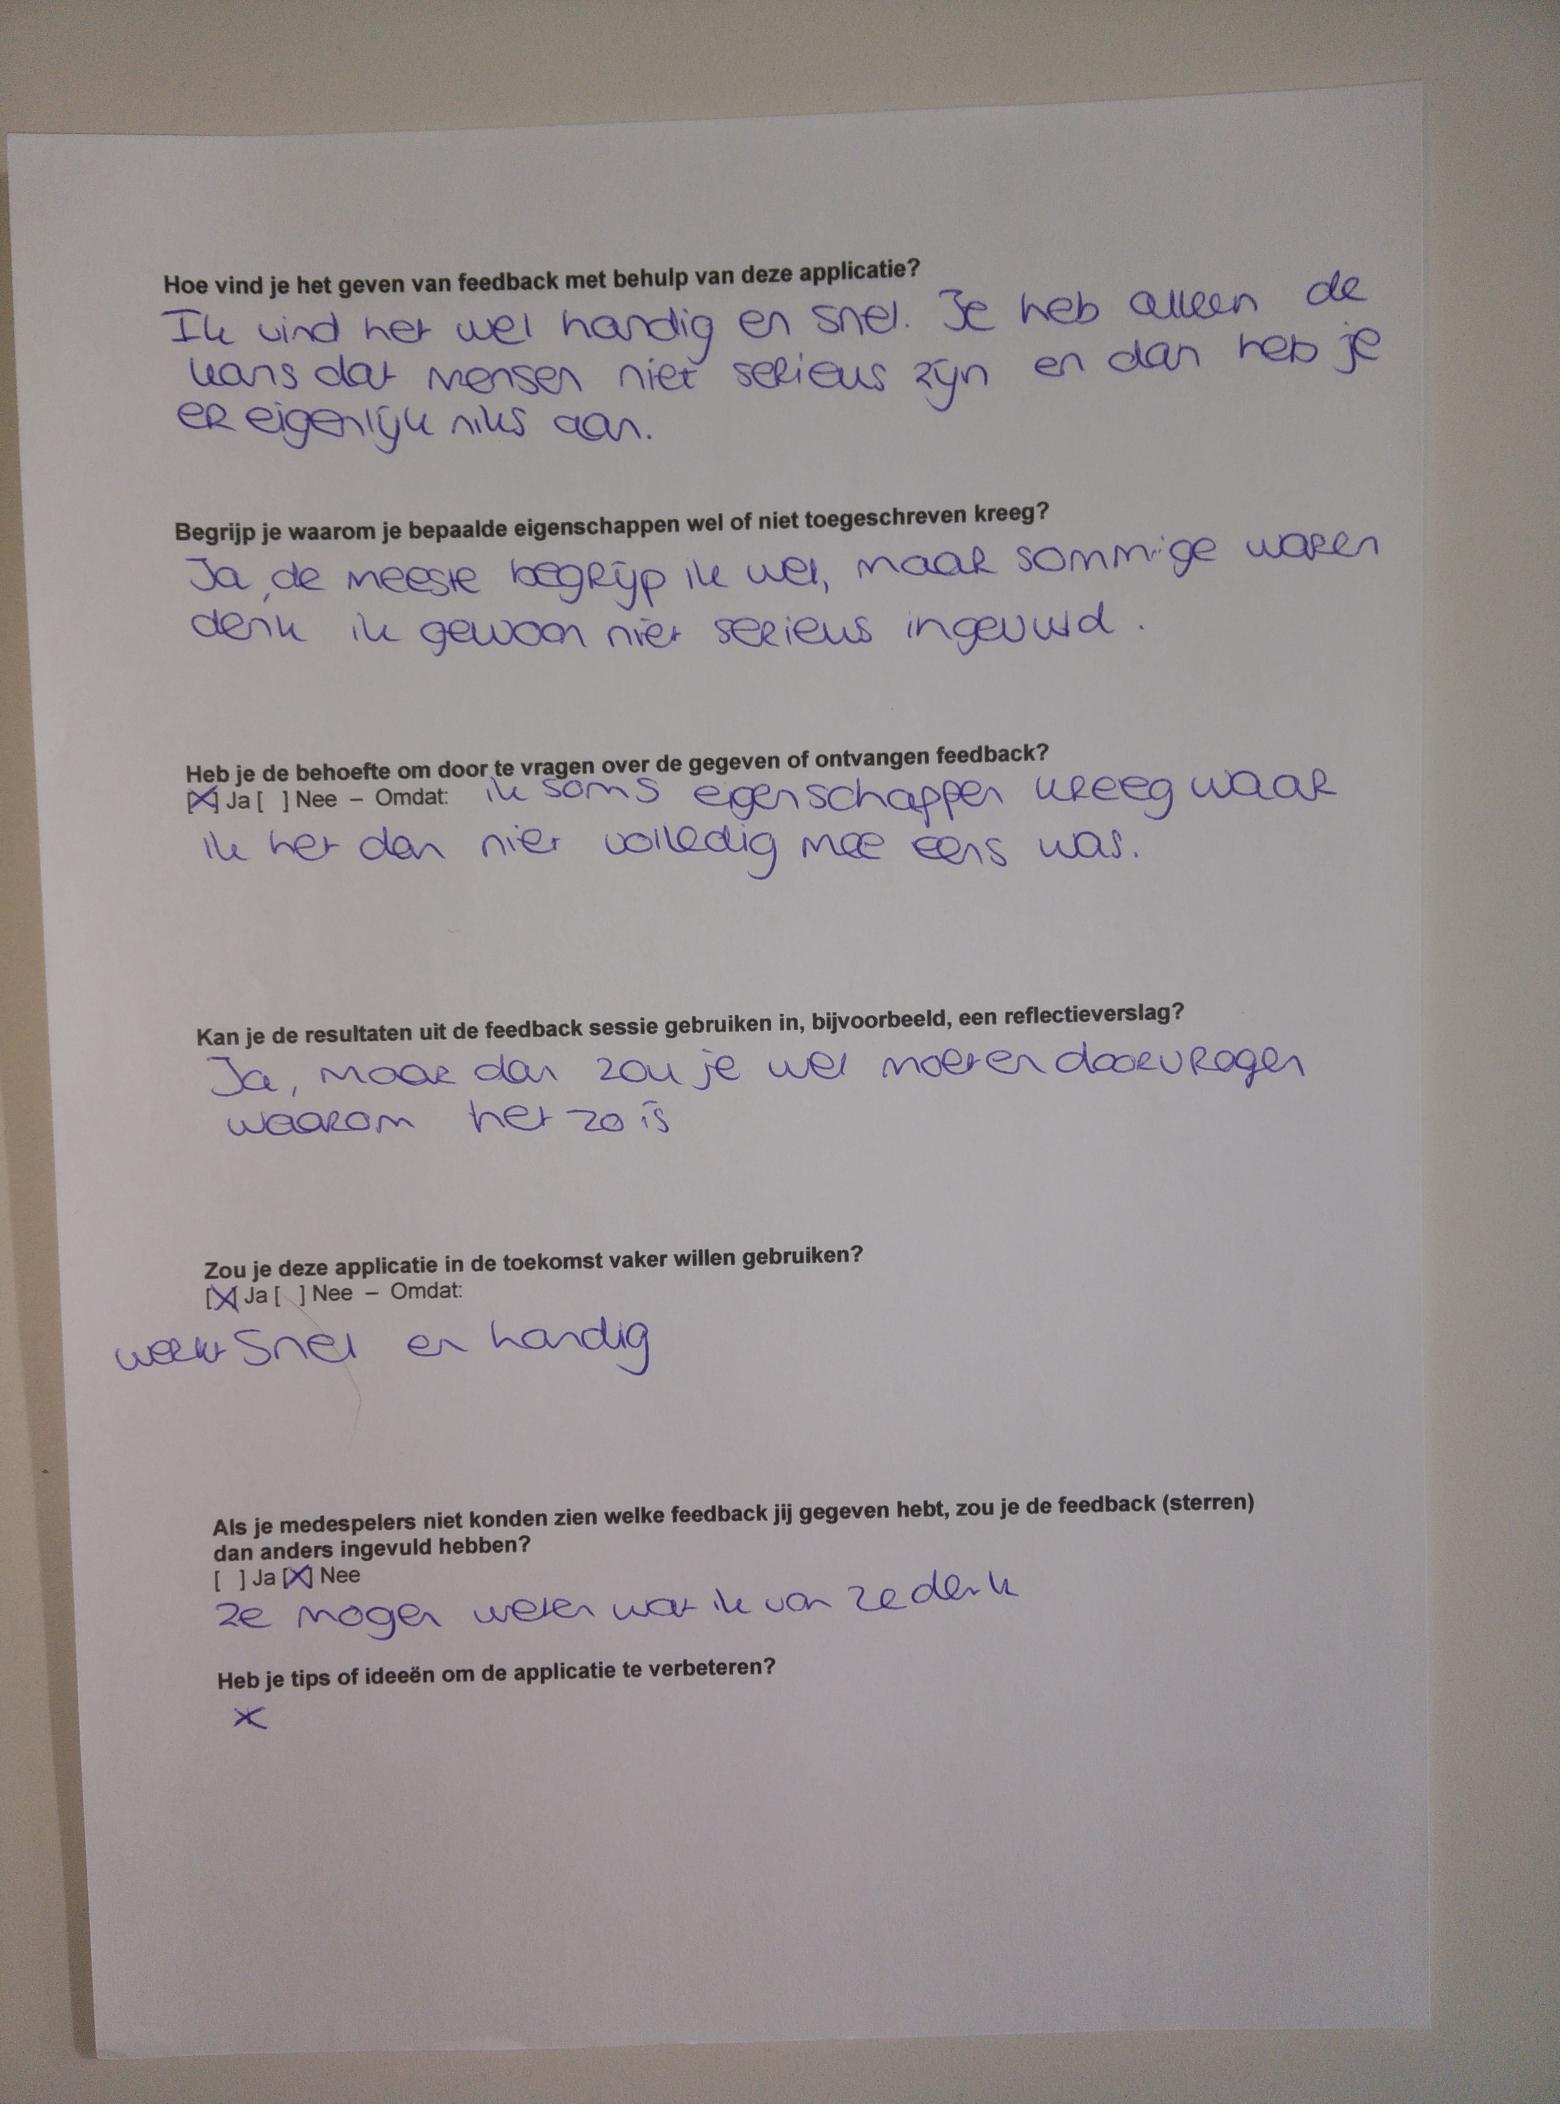 Hoe vind je het geven van feedback met behulp van deze applicatie?
Ik vind het wel handig en snel. Je heb alleen de
kans dat mensen niet serieus zijn en dan heb je
er eigenlijk niks aan.
Begrijp je waarom je bepaalde eigenschappen wel of niet toegeschreven kreeg?
Ja, de meeste begrijp ik wel, maar sommige waren
denk ik gewoon niet serieus ingevuld.
Heb je de behoefte om door te vragen over de gegeven of ontvangen feedback?
[X] Ja [ ] Nee – Omdat: ik soms eigenschappen kreeg waar
ik het dan niet volledig mee eens was.
Kan je de resultaten uit de feedback sessie gebruiken in, bijvoorbeeld, een reflectieverslag?
Ja, maar dan zou je wel moeten doorvragen
waarom het zo is
Zou je deze applicatie in de toekomst vaker willen gebruiken?
[X] Ja [ ] Nee – Omdat:
werkt snel en handig
Als je medespelers niet konden zien welke feedback jij gegeven hebt, zou je de feedback (sterren)
dan anders ingevuld hebben?
[ ] Ja [X] Nee
ze mogen weten wat ik van ze denk
Heb je tips of ideeën om de applicatie te verbeteren?
x